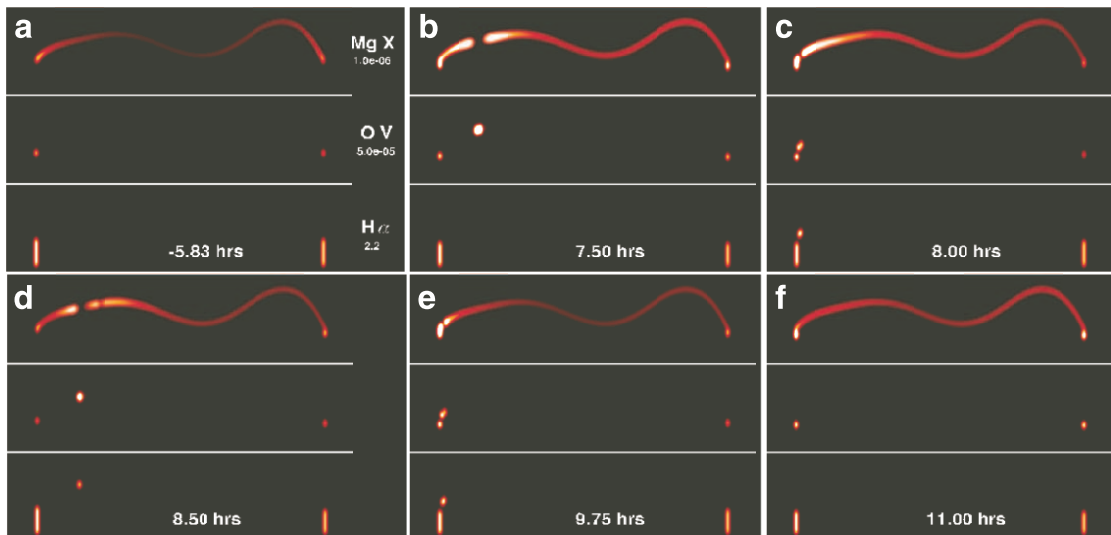 a
Mg X
1.0e-06
O V
5.0e-05
H α
2.2
-5.83 hrs
b
7.50 hrs
c
8.00 hrs
d
8.50 hrs
e
9.75 hrs
f
11.00 hrs